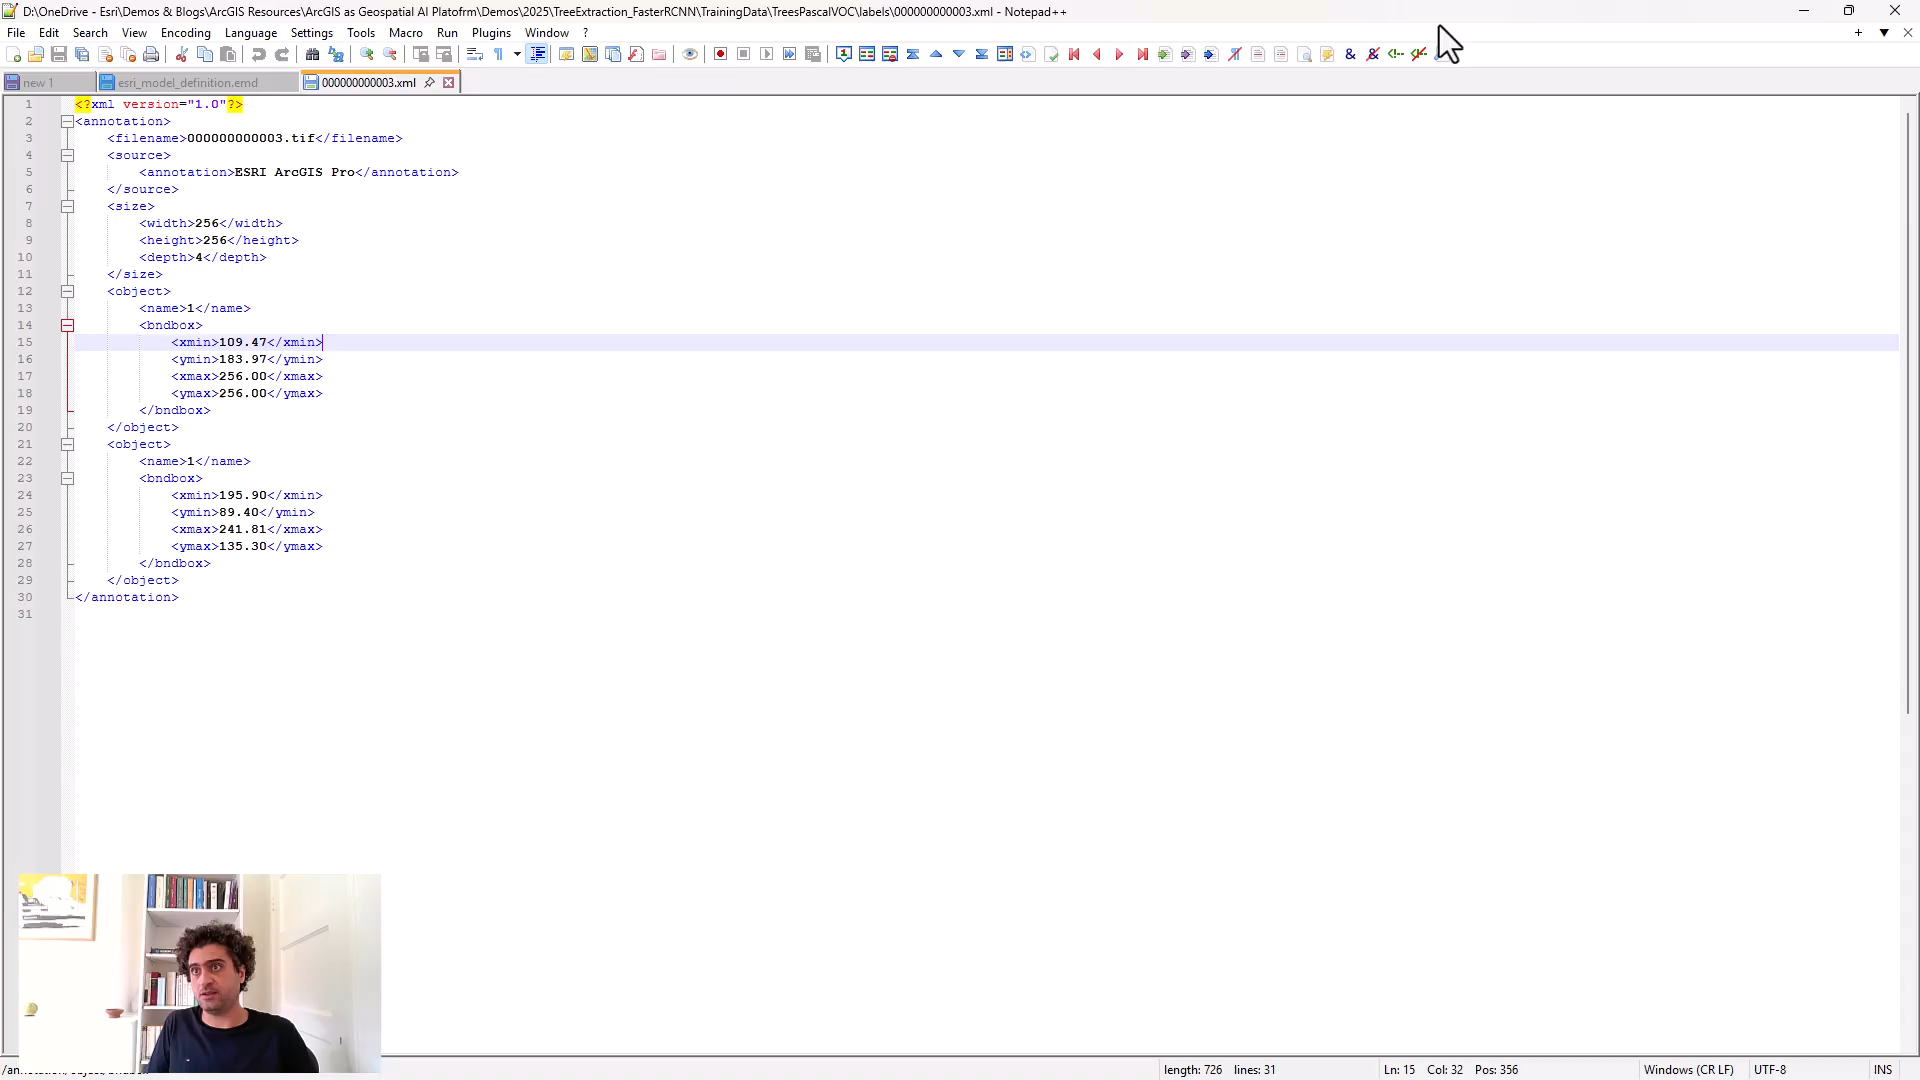 D:\OneDrive - Esri\Demos & Blogs\ArcGIS Resources\ArcGIS as Geospatial AI Platofrm\Demos\2025\TreeExtraction_FasterRCNN\TrainingData\TreesPascalVOC\labels\000000000003.xml - Notepad++
File Edit Search View Encoding Language Settings Tools Macro Run Plugins Window ?
new 1 esri_model_definition.emd 000000000003.xml
1 <?xml version="1.0"?>
2 <annotation>
3 <filename>000000000003.tif</filename>
4 <source>
5 <annotation>ESRI ArcGIS Pro</annotation>
6 </source>
7 <size>
8 <width>256</width>
9 <height>256</height>
10 <depth>4</depth>
11 </size>
12 <object>
13 <name>1</name>
14 <bndbox>
15 <xmin>109.47</xmin>
16 <ymin>183.97</ymin>
17 <xmax>256.00</xmax>
18 <ymax>256.00</ymax>
19 </bndbox>
20 </object>
21 <object>
22 <name>1</name>
23 <bndbox>
24 <xmin>195.90</xmin>
25 <ymin>89.40</ymin>
26 <xmax>241.81</xmax>
27 <ymax>135.30</ymax>
28 </bndbox>
29 </object>
30 </annotation>
31
length: 726 lines: 31 Ln: 15 Col: 32 Pos: 356 Windows (CR LF) UTF-8 INS